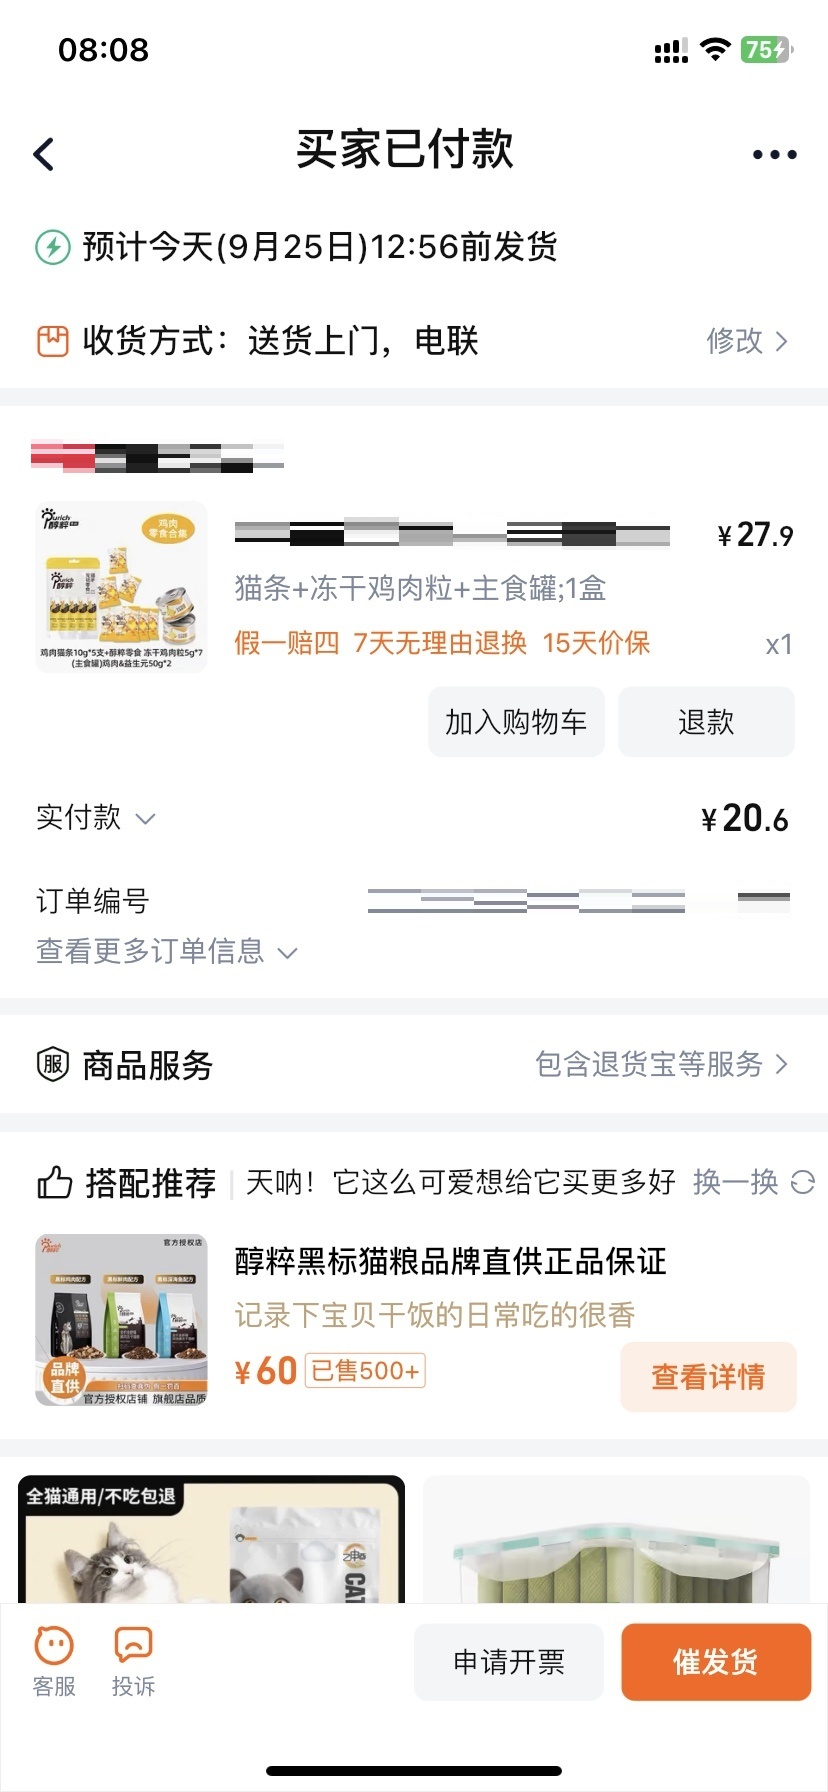 08:08
75
买家已付款
预计今天(9月25日)12:56前发货
收货方式：送货上门，电联
修改
Purich
醇粹
鸡肉
零食合集
鸡肉猫条10g*5支+醇粹零食 冻干鸡肉粒5g*7
(主食罐)鸡肉&益生元50g*2
¥27.9
猫条+冻干鸡肉粒+主食罐;1盒
假一赔四 7天无理由退换 15天价保
x1
加入购物车
退款
实付款
¥20.6
订单编号
查看更多订单信息
服 商品服务
包含退货宝等服务
搭配推荐
天呐！它这么可爱想给它买更多好
换一换
官方授权店
品牌
直供
官方授权店铺 旗舰店品质
醇粹黑标猫粮品牌直供正品保证
记录下宝贝干饭的日常吃的很香
¥60
已售500+
查看详情
全猫通用/不吃包退
CAT
客服
投诉
申请开票
催发货